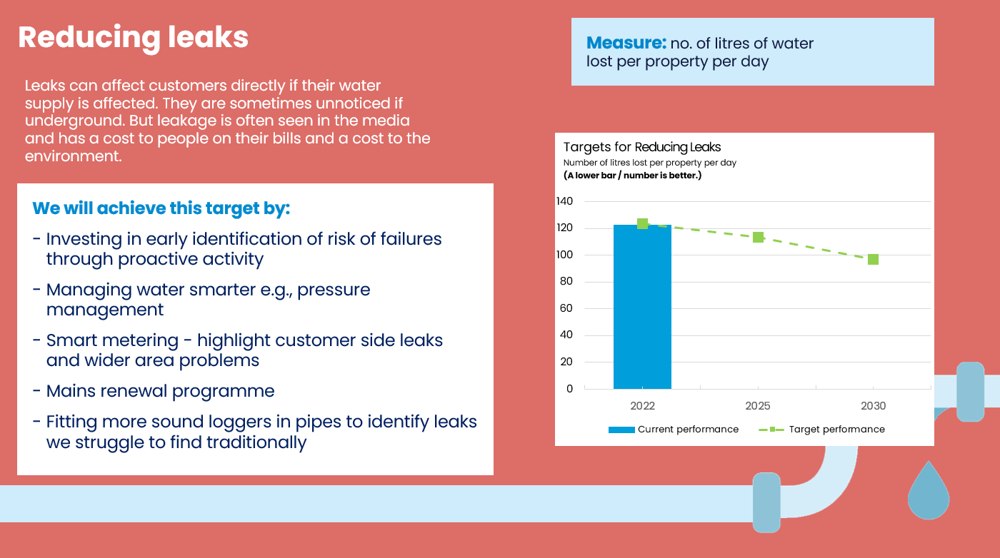 Reducing leaks
Leaks can affect customers directly if their water
supply is affected. They are sometimes unnoticed if
underground. But leakage is often seen in the media
and has a cost to people on their bills and a cost to the
environment.
We will achieve this target by:
- Investing in early identification of risk of failures
through proactive activity
- Managing water smarter e.g., pressure
management
- Smart metering - highlight customer side leaks
and wider area problems
- Mains renewal programme
- Fitting more sound loggers in pipes to identify leaks
we struggle to find traditionally
Measure: no. of litres of water
lost per property per day
Targets for Reducing Leaks
Number of litres lost per property per day
(A lower bar / number is better.)
140
120
100
80
60
40
20
0
2022 2025 2030
Current performance Target performance